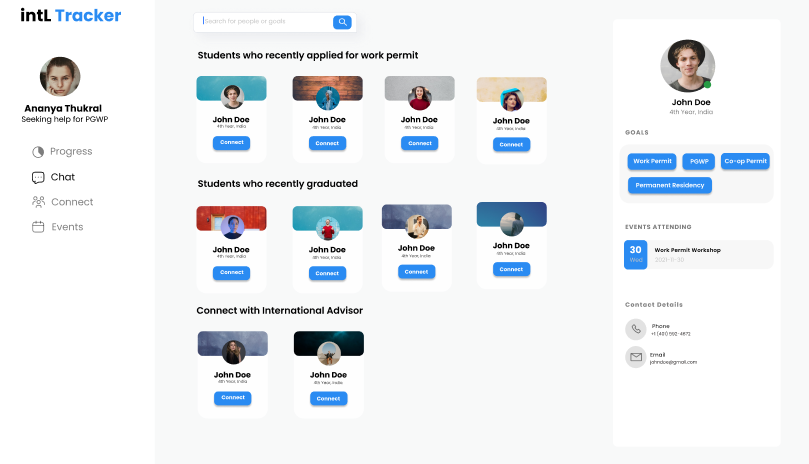 intL Tracker
Ananya Thukral
Seeking help for PGWP
Progress
Chat
Connect
Events
Search for people or goals
Students who recently applied for work permit
John Doe
4th Year, India
Connect
John Doe
4th Year, India
Connect
John Doe
4th Year, India
Connect
John Doe
4th Year, India
Connect
Students who recently graduated
John Doe
4th Year, India
Connect
John Doe
4th Year, India
Connect
John Doe
4th Year, India
Connect
John Doe
4th Year, India
Connect
Connect with International Advisor
John Doe
4th Year, India
Connect
John Doe
4th Year, India
Connect
John Doe
4th Year, India
GOALS
Work Permit PGWP Co-op Permit
Permanent Residency
EVENTS ATTENDING
30 Work Permit Workshop
Wed 2021-11-30
Contact Details
Phone
Email
johndoe@gmail.com